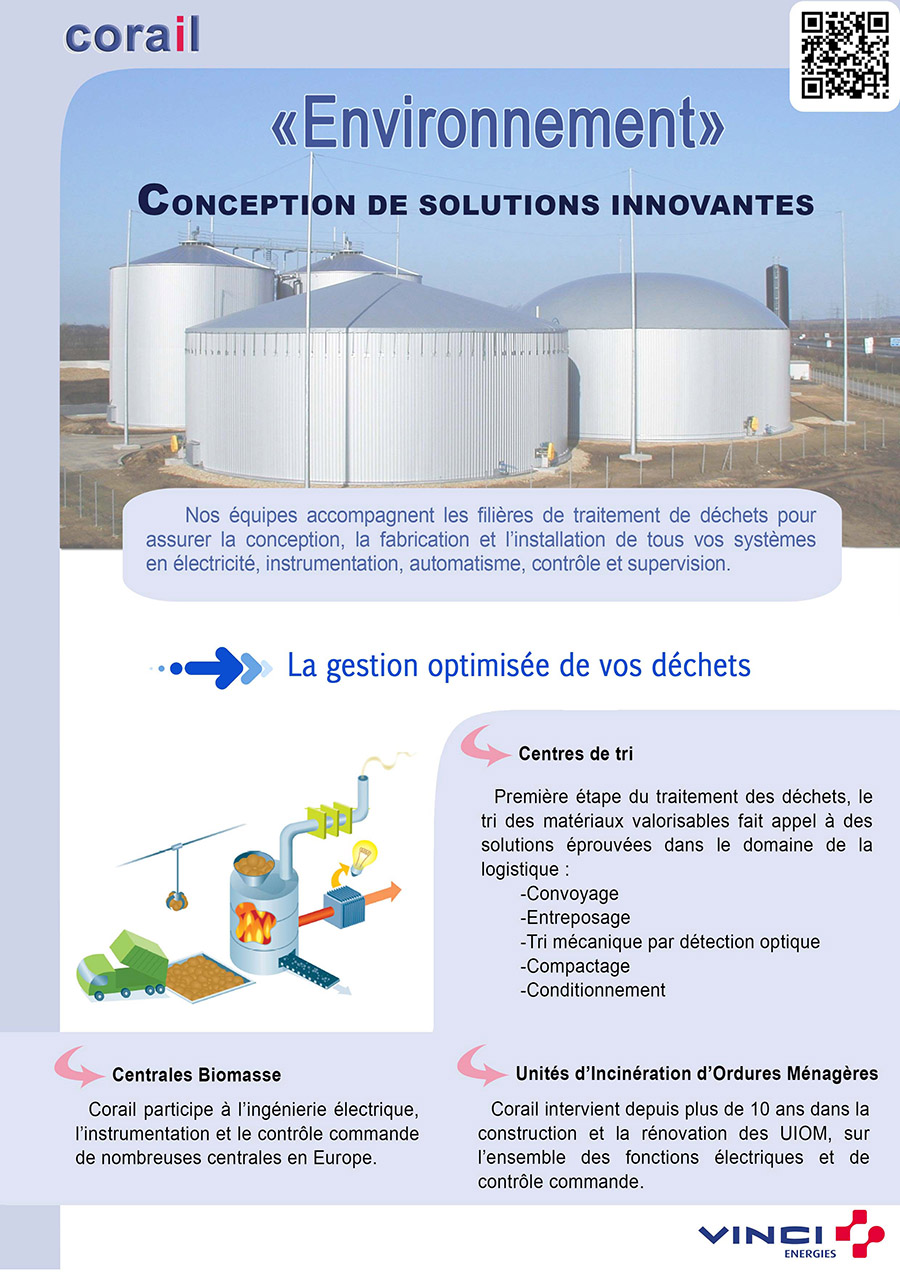 corail
«Environnement»
CONCEPTION DE SOLUTIONS INNOVANTES
Nos équipes accompagnent les filières de traitement de déchets pour
assurer la conception, la fabrication et l’installation de tous vos systèmes
en électricité, instrumentation, automatisme, contrôle et supervision.
La gestion optimisée de vos déchets
Centres de tri
Première étape du traitement des déchets, le
tri des matériaux valorisables fait appel à des
solutions éprouvées dans le domaine de la
logistique :
-Convoyage
-Entreposage
-Tri mécanique par détection optique
-Compactage
-Conditionnement
Centrales Biomasse
Corail participe à l’ingénierie électrique,
l’instrumentation et le contrôle commande
de nombreuses centrales en Europe.
Unités d’Incinération d’Ordures Ménagères
Corail intervient depuis plus de 10 ans dans la
construction et la rénovation des UIOM, sur
l’ensemble des fonctions électriques et de
contrôle commande.
VINCI
ENERGIES